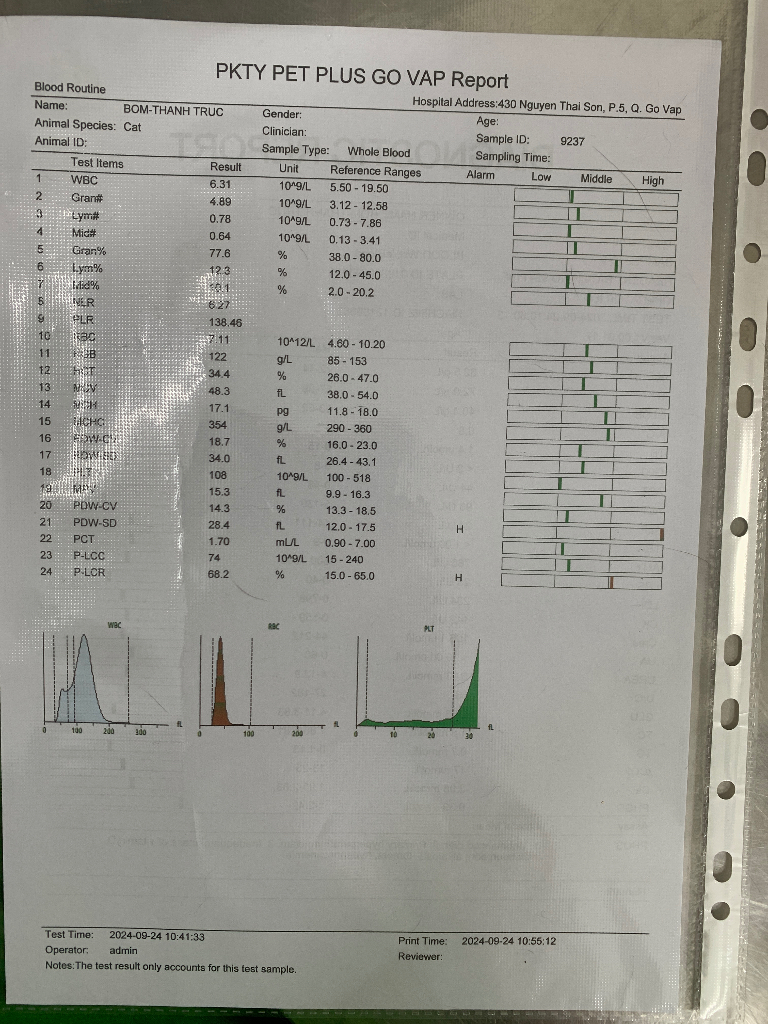 PKTY PET PLUS GO VAP Report
Blood Routine
Hospital Address:430 Nguyen Thai Son, P.5, Q. Go Vap
Name: BOM-THANH TRUC Gender: Age:
Animal Species: Cat Clinician: Sample ID: 9237
Animal ID: Sample Type: Whole Blood Sampling Time:
Test Items Result Unit Reference Ranges Alarm Low Middle High
1 WBC 6.31 10^9/L 5.50 - 19.50
2 Gran# 4.89 10^9/L 3.12 - 12.58
3 Lym# 0.78 10^9/L 0.73 - 7.86
4 Mid# 0.64 10^9/L 0.13 - 3.41
5 Gran% 77.6 % 38.0 - 80.0
6 Lym% 12.3 % 12.0 - 45.0
7 Mid% 10.1 % 2.0 - 20.2
8 NLR 6.27
9 PLR 138.46
10 RBC 7.11 10^12/L 4.60 - 10.20
11 HGB 122 g/L 85 - 153
12 HCT 34.4 % 26.0 - 47.0
13 MCV 48.3 fL 38.0 - 54.0
14 MCH 17.1 pg 11.8 - 18.0
15 MCHC 354 g/L 290 - 360
16 RDW-CV 18.7 % 16.0 - 23.0
17 RDW-SD 34.0 fL 26.4 - 43.1
18 PLT 108 10^9/L 100 - 518
19 MPV 15.3 fL 9.9 - 16.3
20 PDW-CV 14.3 % 13.3 - 18.5
21 PDW-SD 28.4 fL 12.0 - 17.5 H
22 PCT 1.70 mL/L 0.90 - 7.00
23 P-LCC 74 10^9/L 15 - 240
24 P-LCR 68.2 % 15.0 - 65.0 H
WBC RBC PLT
0 100 200 300 fL 0 100 200 fL 0 10 20 30 fL
Test Time: 2024-09-24 10:41:33 Print Time: 2024-09-24 10:55:12
Operator: admin Reviewer:
Notes:The test result only accounts for this test sample.